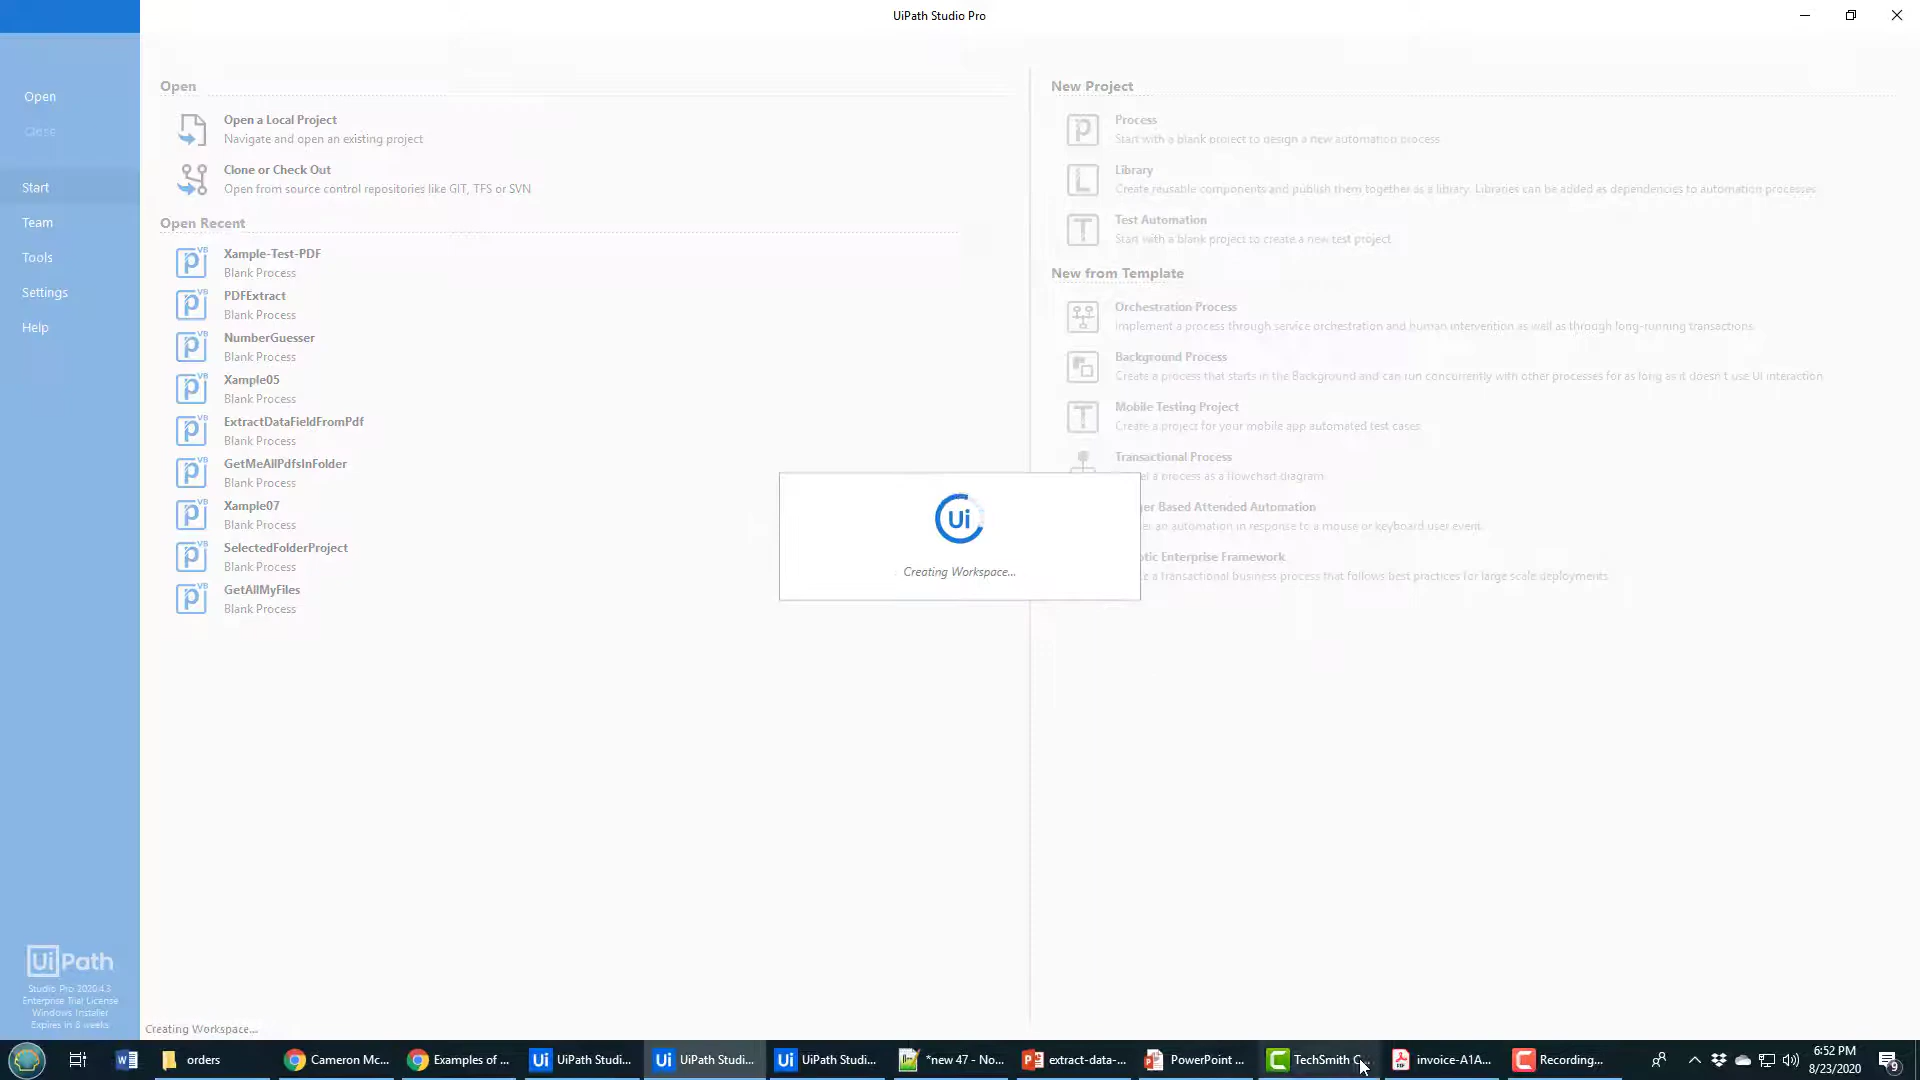 UiPath Studio Pro
Open
Close
Start
Team
Tools
Settings
Help
UiPath
Studio Pro 2020.4.3
Enterprise Trial License
Windows Installer
Expires in 8 weeks
Open
Open a Local Project
Navigate and open an existing project
Clone or Check Out
Open from source control repositories like GIT, TFS or SVN
Open Recent
Xample-Test-PDF
Blank Process
PDFExtract
Blank Process
NumberGuesser
Blank Process
Xample05
Blank Process
ExtractDataFieldFromPdf
Blank Process
GetMeAllPdfsInFolder
Blank Process
Xample07
Blank Process
SelectedFolderProject
Blank Process
GetAllMyFiles
Blank Process
New Project
Process
Start with a blank project to design a new automation process.
Library
Create reusable components and publish them together as a library. Libraries can be added as dependencies to automation processes.
Test Automation
Start with a blank project to create a new test project.
New from Template
Orchestration Process
Implement a process through service orchestration and human intervention as well as through long-running transactions.
Background Process
Create a process that starts in the Background and can run concurrently with other processes for as long as it doesn't use UI interaction.
Mobile Testing Project
Create a project for your mobile app automated test cases.
Transactional Process
a process as a flowchart diagram.
Based Attended Automation
an automation in response to a mouse or keyboard user event.
Enterprise Framework
a transactional business process that follows best practices for large scale deployments.
Ui
Creating Workspace...
Creating Workspace...
orders
Cameron Mc...
Examples of ...
UiPath Studi...
UiPath Studi...
UiPath Studi...
*new 47 - No...
extract-data-...
PowerPoint ...
TechSmith C...
invoice-A1A...
Recording...
6:52 PM
8/23/2020
9